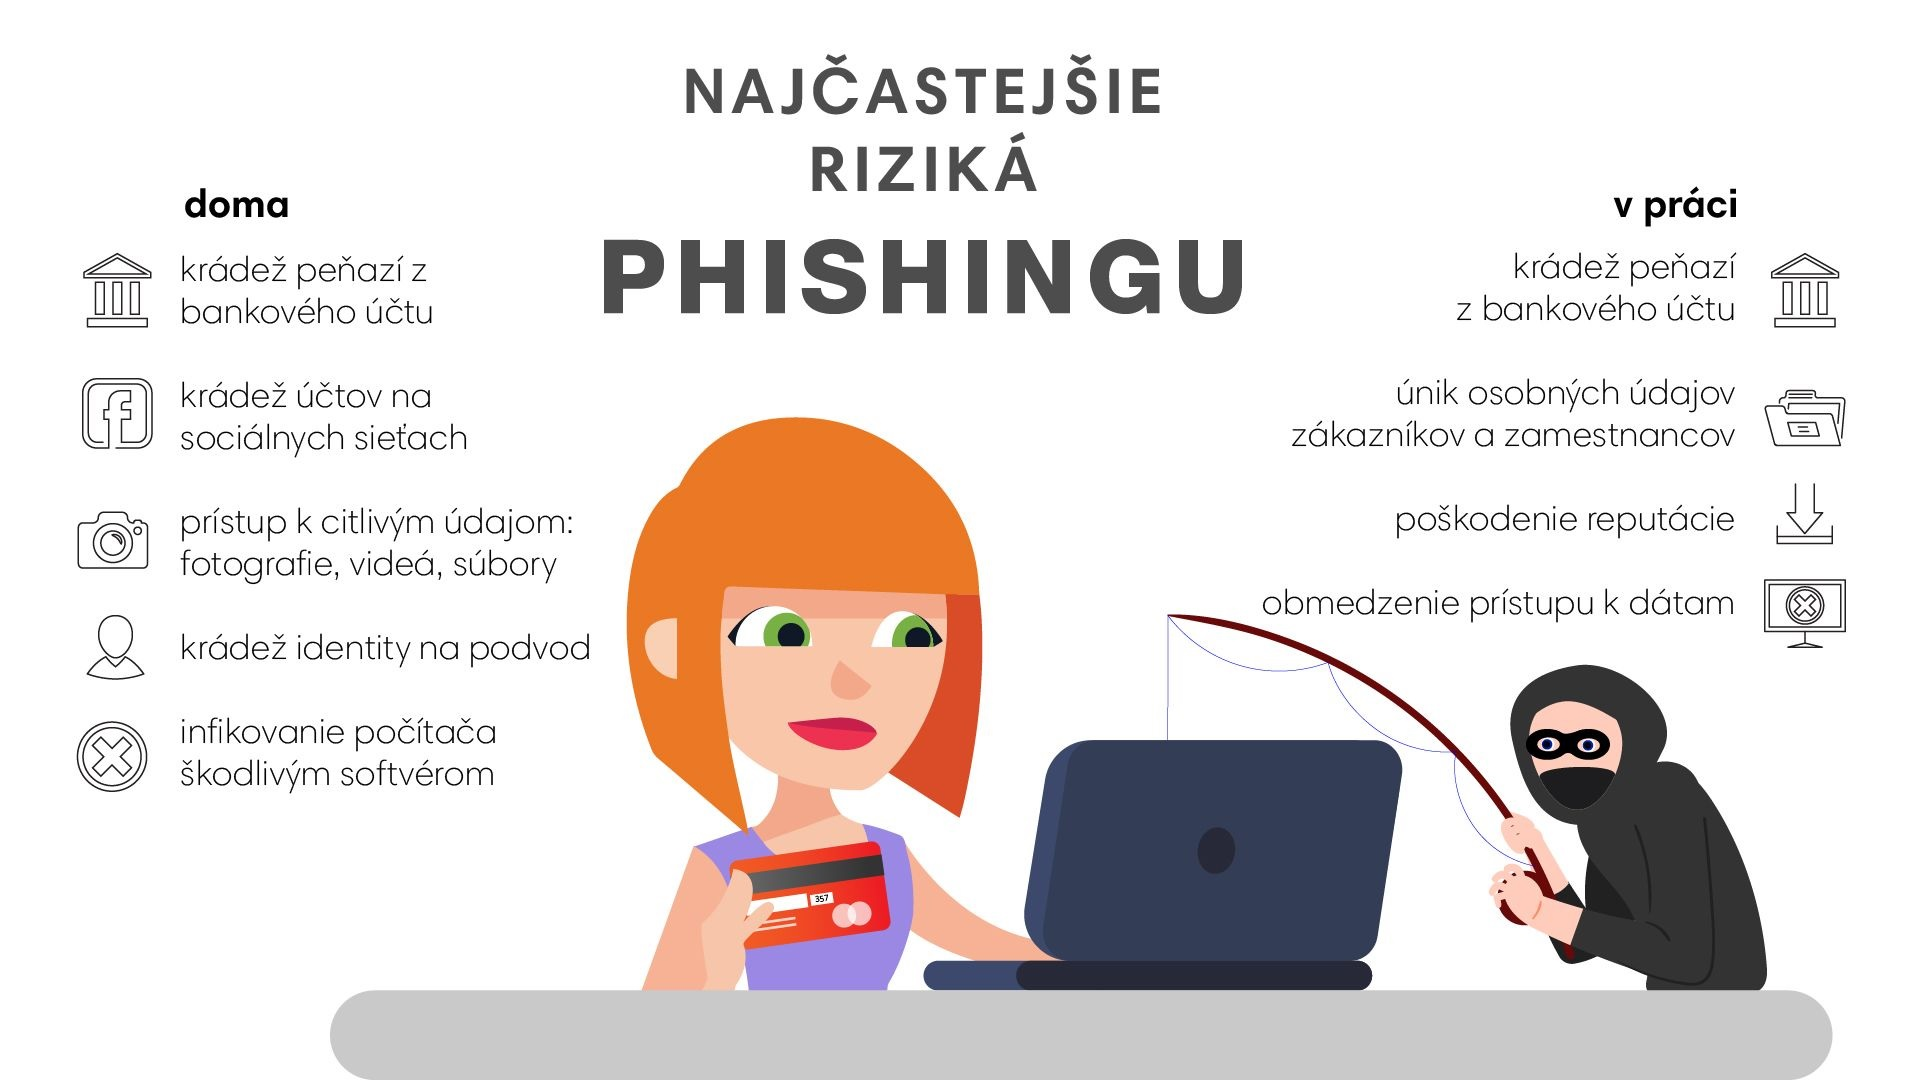 NAJČASTEJŠIE
RIZIKÁ
PHISHINGU
doma
krádež peňazí z
bankového účtu
krádež účtov na
sociálnych sieťach
prístup k citlivým údajom:
fotografie, videá, súbory
krádež identity na podvod
infikovanie počítača
škodlivým softvérom
v práci
krádež peňazí
z bankového účtu
únik osobných údajov
zákazníkov a zamestnancov
poškodenie reputácie
obmedzenie prístupu k dátam
357